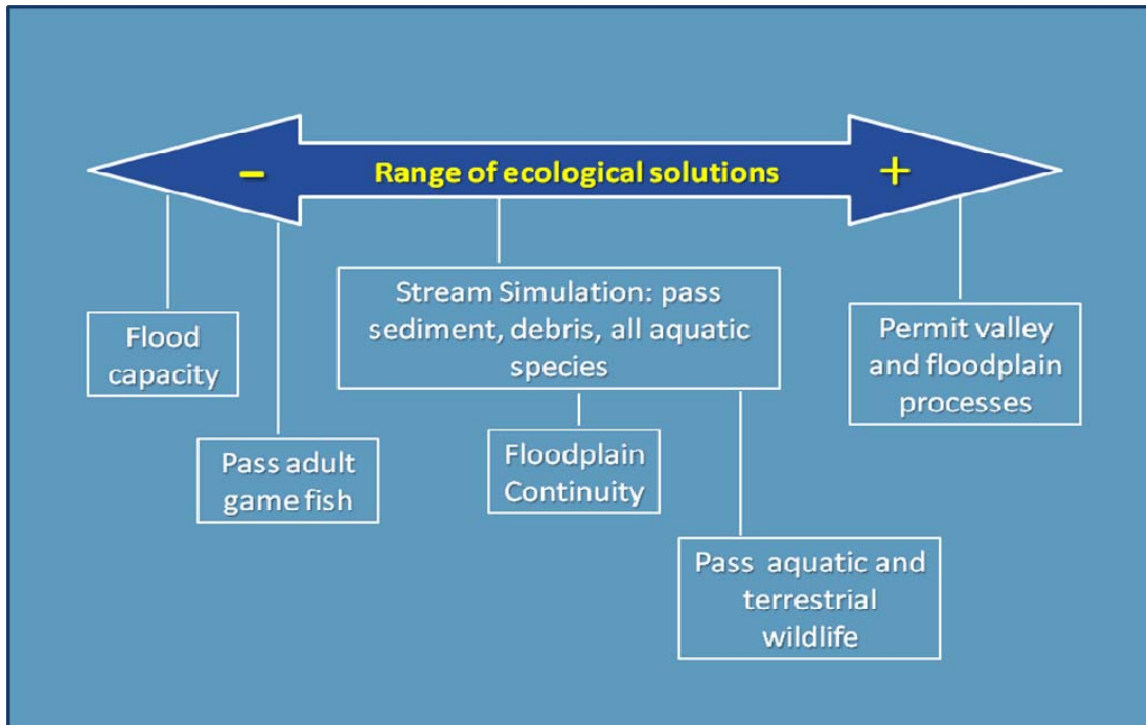 − Range of ecological solutions +
Flood
capacity
Pass adult
game fish
Stream Simulation: pass
sediment, debris, all aquatic
species
Floodplain
Continuity
Pass aquatic and
terrestrial
wildlife
Permit valley
and floodplain
processes